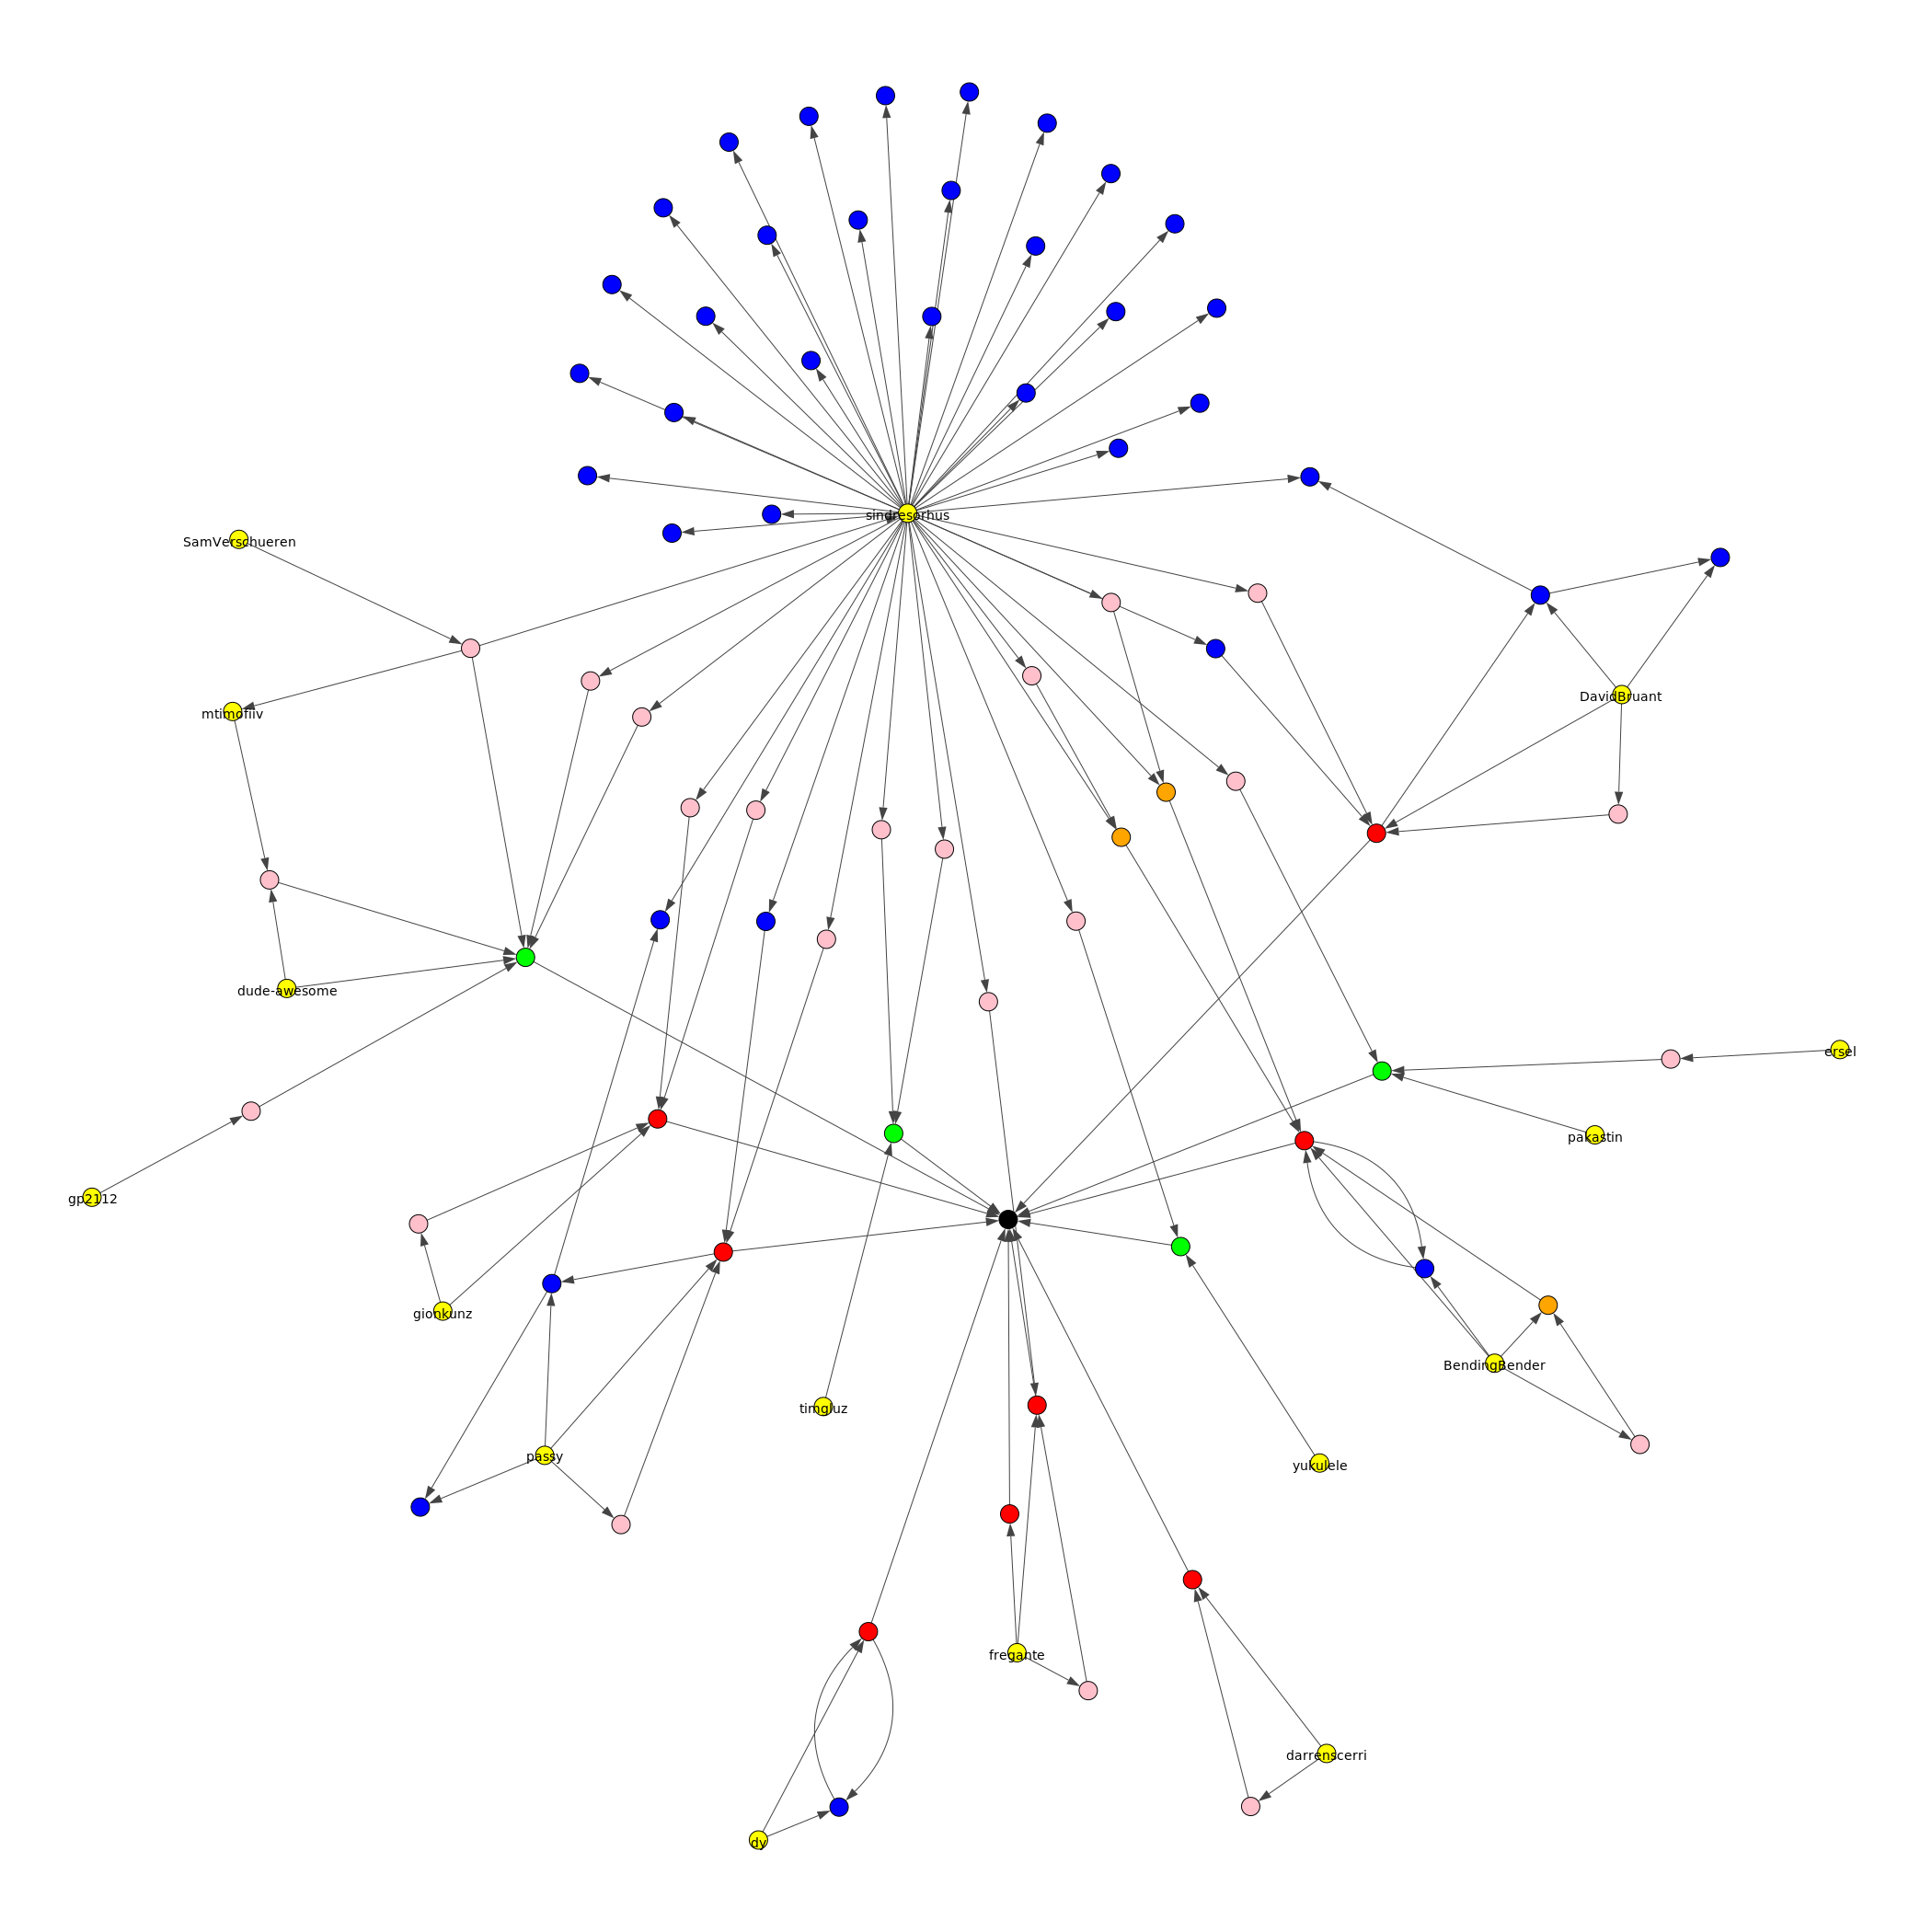 sindresorhus
SamVerschueren
DavidBruant
mtimofiiv
dude-awesome
ersel
pakastin
gp2112
gionkunz
BendingBender
timgluz
passy
yukulele
fregante
darrenscerri
dy